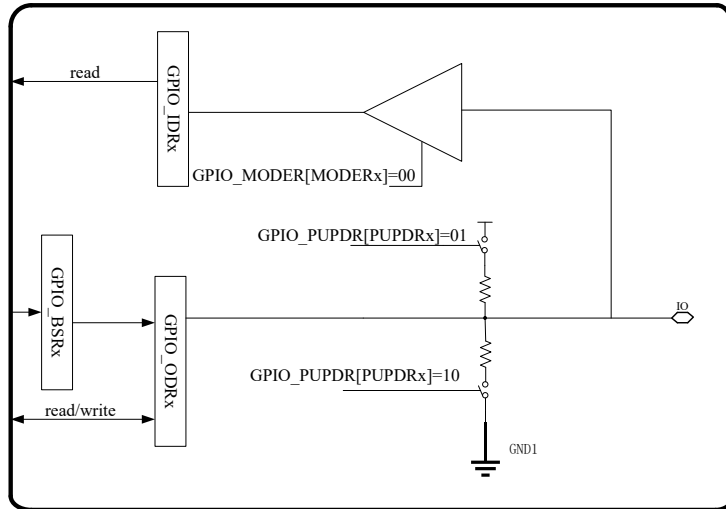 read
GPIO_IDRx
GPIO_MODER[MODERx]=00
GPIO_PUPDR[PUPDRx]=01
GPIO_BSRx
GPIO_ODRx
IO
GPIO_PUPDR[PUPDRx]=10
read/write
GND1